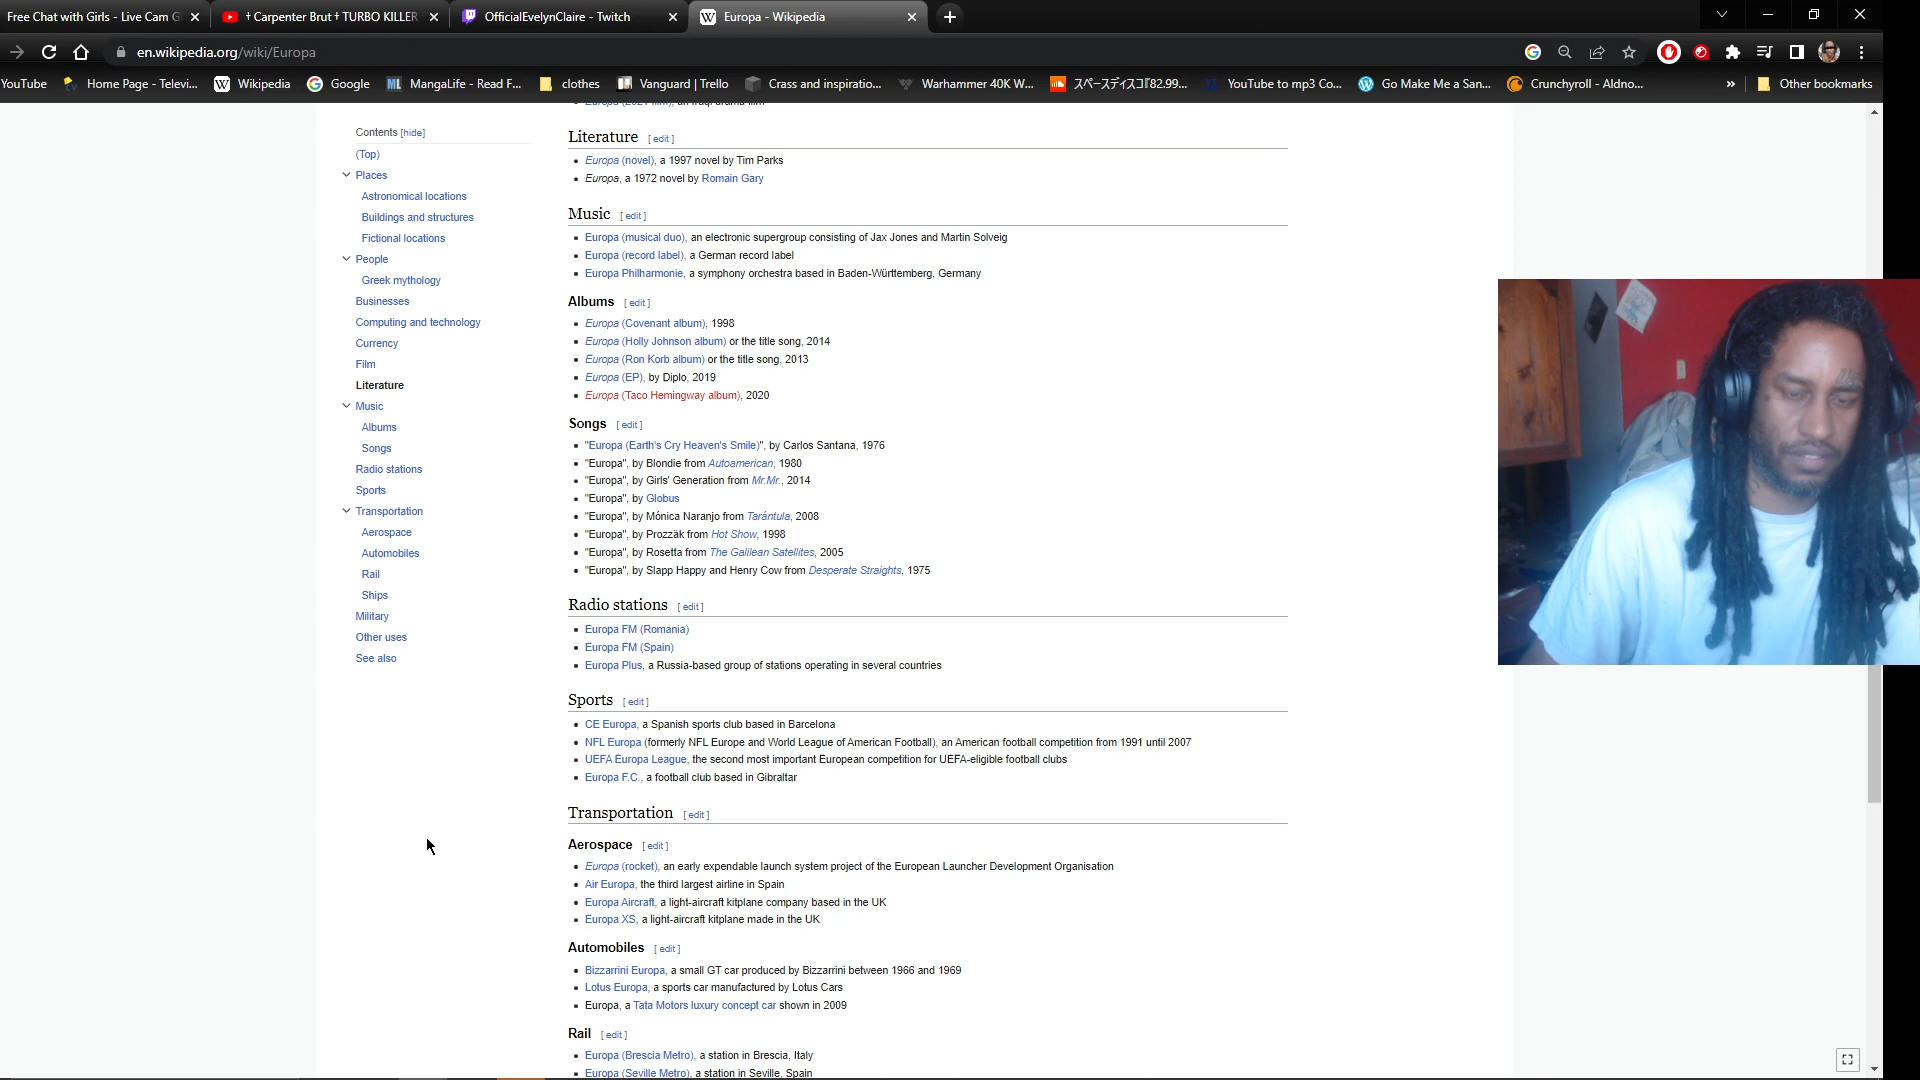 Free Chat with Girls - Live Cam G
† Carpenter Brut † TURBO KILLER
OfficialEvelynClaire - Twitch
Europa - Wikipedia
en.wikipedia.org/wiki/Europa
YouTube
Home Page - Televi...
Wikipedia
Google
MangaLife - Read F...
clothes
Vanguard | Trello
Crass and inspiratio...
Warhammer 40K W...
スペースディスコ『82.99...
YouTube to mp3 Co...
Go Make Me a San...
Crunchyroll - Aldno...
»
Other bookmarks
Contents [hide]
(Top)
Places
Astronomical locations
Buildings and structures
Fictional locations
People
Greek mythology
Businesses
Computing and technology
Currency
Film
Literature
Music
Albums
Songs
Radio stations
Sports
Transportation
Aerospace
Automobiles
Rail
Ships
Military
Other uses
See also
Europa (2021 film), an Iraqi drama film
Literature [ edit ]
Europa (novel), a 1997 novel by Tim Parks
Europa, a 1972 novel by Romain Gary
Music [ edit ]
Europa (musical duo), an electronic supergroup consisting of Jax Jones and Martin Solveig
Europa (record label), a German record label
Europa Philharmonie, a symphony orchestra based in Baden-Württemberg, Germany
Albums [ edit ]
Europa (Covenant album), 1998
Europa (Holly Johnson album) or the title song, 2014
Europa (Ron Korb album) or the title song, 2013
Europa (EP), by Diplo, 2019
Europa (Taco Hemingway album), 2020
Songs [ edit ]
"Europa (Earth's Cry Heaven's Smile)", by Carlos Santana, 1976
"Europa", by Blondie from Autoamerican, 1980
"Europa", by Girls' Generation from Mr.Mr., 2014
"Europa", by Globus
"Europa", by Mónica Naranjo from Tarántula, 2008
"Europa", by Prozzäk from Hot Show, 1998
"Europa", by Rosetta from The Galilean Satellites, 2005
"Europa", by Slapp Happy and Henry Cow from Desperate Straights, 1975
Radio stations [ edit ]
Europa FM (Romania)
Europa FM (Spain)
Europa Plus, a Russia-based group of stations operating in several countries
Sports [ edit ]
CE Europa, a Spanish sports club based in Barcelona
NFL Europa (formerly NFL Europe and World League of American Football), an American football competition from 1991 until 2007
UEFA Europa League, the second most important European competition for UEFA-eligible football clubs
Europa F.C., a football club based in Gibraltar
Transportation [ edit ]
Aerospace [ edit ]
Europa (rocket), an early expendable launch system project of the European Launcher Development Organisation
Air Europa, the third largest airline in Spain
Europa Aircraft, a light-aircraft kitplane company based in the UK
Europa XS, a light-aircraft kitplane made in the UK
Automobiles [ edit ]
Bizzarrini Europa, a small GT car produced by Bizzarrini between 1966 and 1969
Lotus Europa, a sports car manufactured by Lotus Cars
Europa, a Tata Motors luxury concept car shown in 2009
Rail [ edit ]
Europa (Brescia Metro), a station in Brescia, Italy
Europa (Seville Metro), a station in Seville, Spain